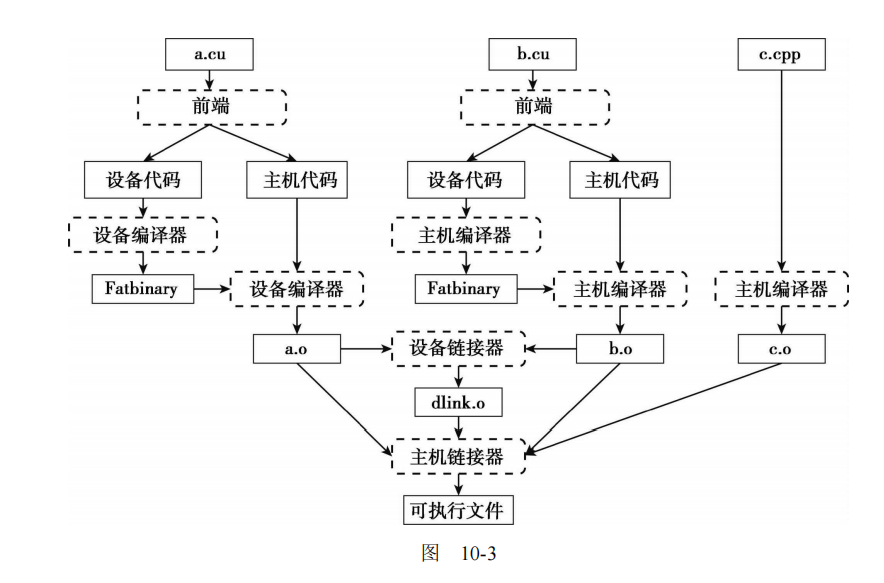 a.cu b.cu c.cpp
前端 前端
设备代码 主机代码 设备代码 主机代码
设备编译器 主机编译器
Fatbinary 设备编译器 Fatbinary 主机编译器 主机编译器
a.o 设备链接器 b.o c.o
dlink.o
主机链接器
可执行文件
图 10-3